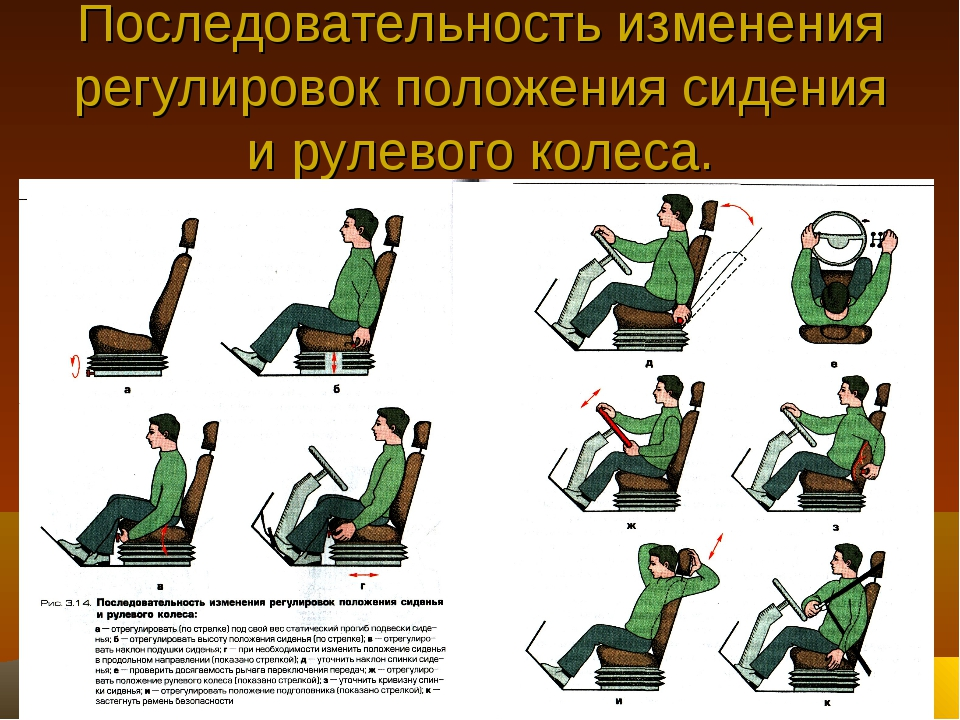 Последовательность изменения
регулировок положения сидения
и рулевого колеса.
а
б
в
г
д
е
ж
з
и
к
Рис. 3.14. Последовательность изменения регулировок положения сиденья
и рулевого колеса:
а — отрегулировать (по стрелке) под свой вес статический прогиб подвески сиде-
нья; б — отрегулировать высоту положения сиденья (по стрелке); в — отрегулиро-
вать наклон подушки сиденья; г — при необходимости изменить положение сиденья
в продольном направлении (показано стрелкой); д — уточнить наклон спинки сиде-
нья; е — проверить досягаемость рычага переключения передач; ж — отрегулиро-
вать положение рулевого колеса (показано стрелкой); з — уточнить кривизну спин-
ки сиденья; и — отрегулировать положение подголовника (показано стрелкой); к —
застегнуть ремень безопасности